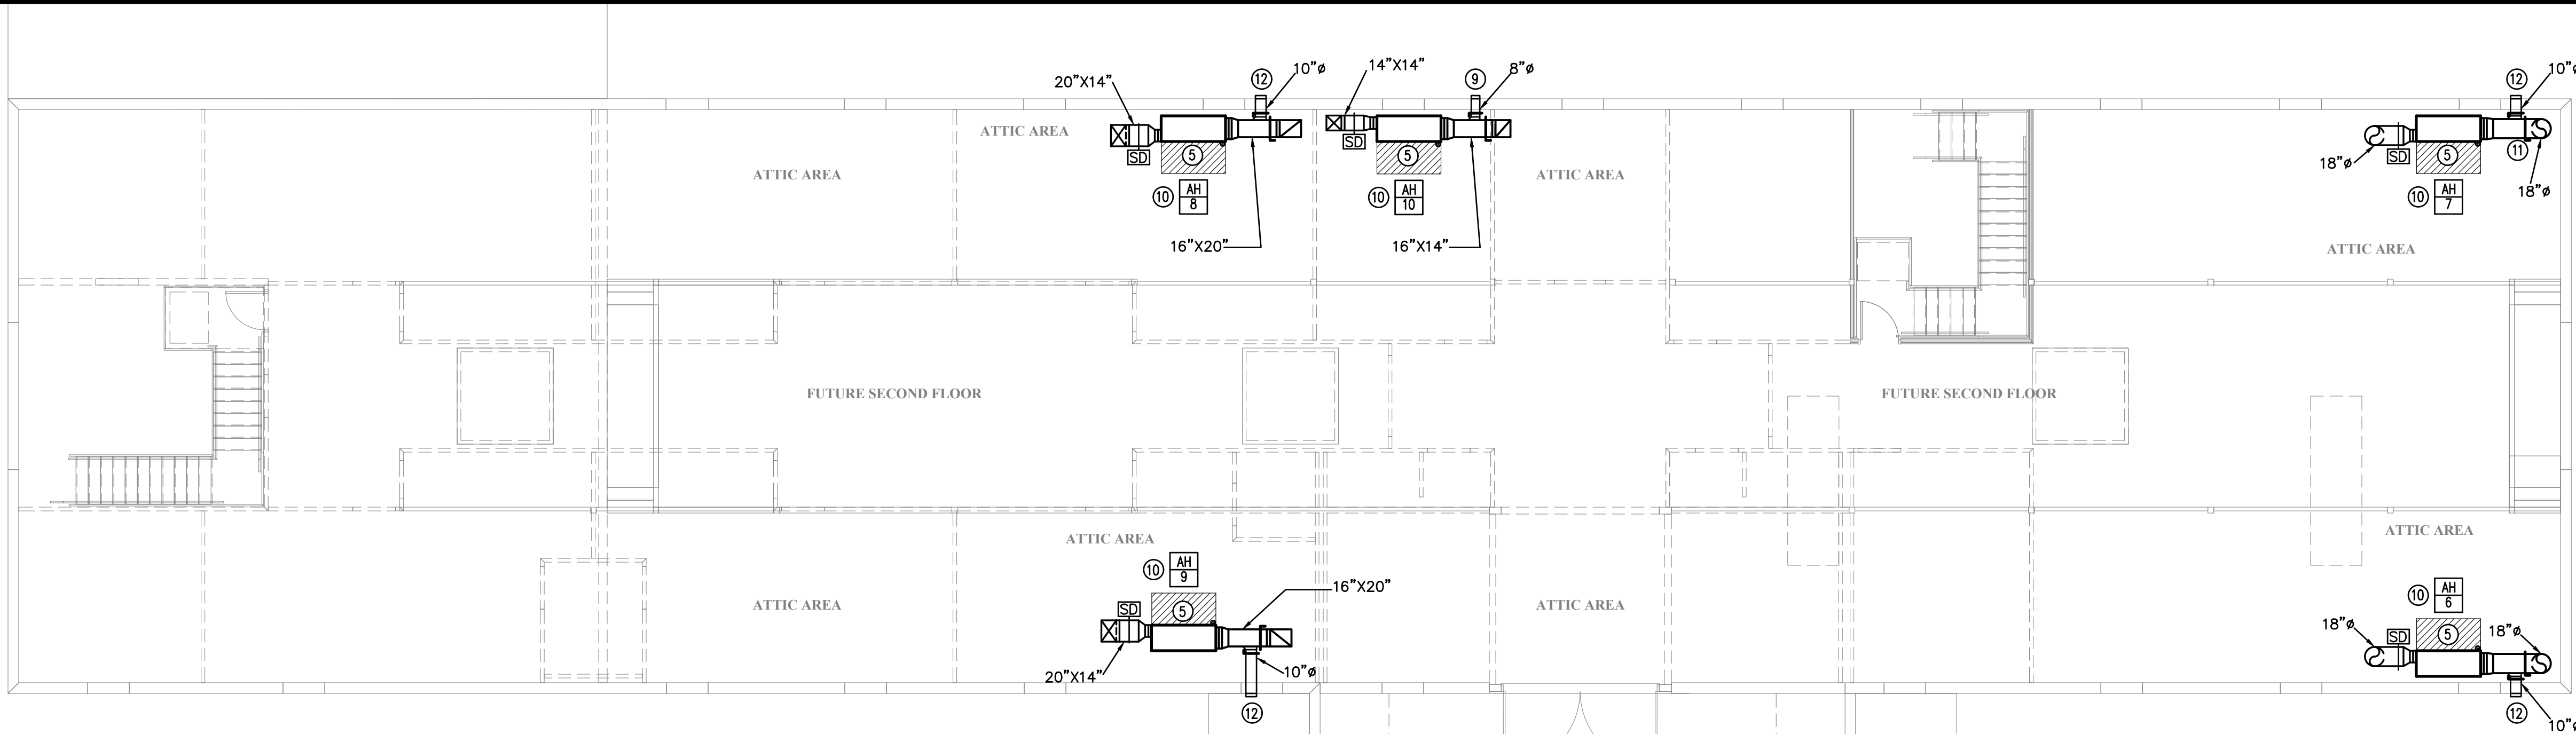 20”X14”
12
10”ø
14”X14”
9
8”ø
12
10”ø
ATTIC AREA
SD
5
SD
5
18”ø
SD
5
11
18”ø
ATTIC AREA
ATTIC AREA
10
AH
8
10
AH
10
10
AH
7
16”X20”
16”X14”
ATTIC AREA
FUTURE SECOND FLOOR
FUTURE SECOND FLOOR
ATTIC AREA
ATTIC AREA
10
AH
9
16”X20”
10
AH
6
ATTIC AREA
SD
5
ATTIC AREA
18”ø
SD
5
18”ø
20”X14”
10”ø
12
12
10”ø